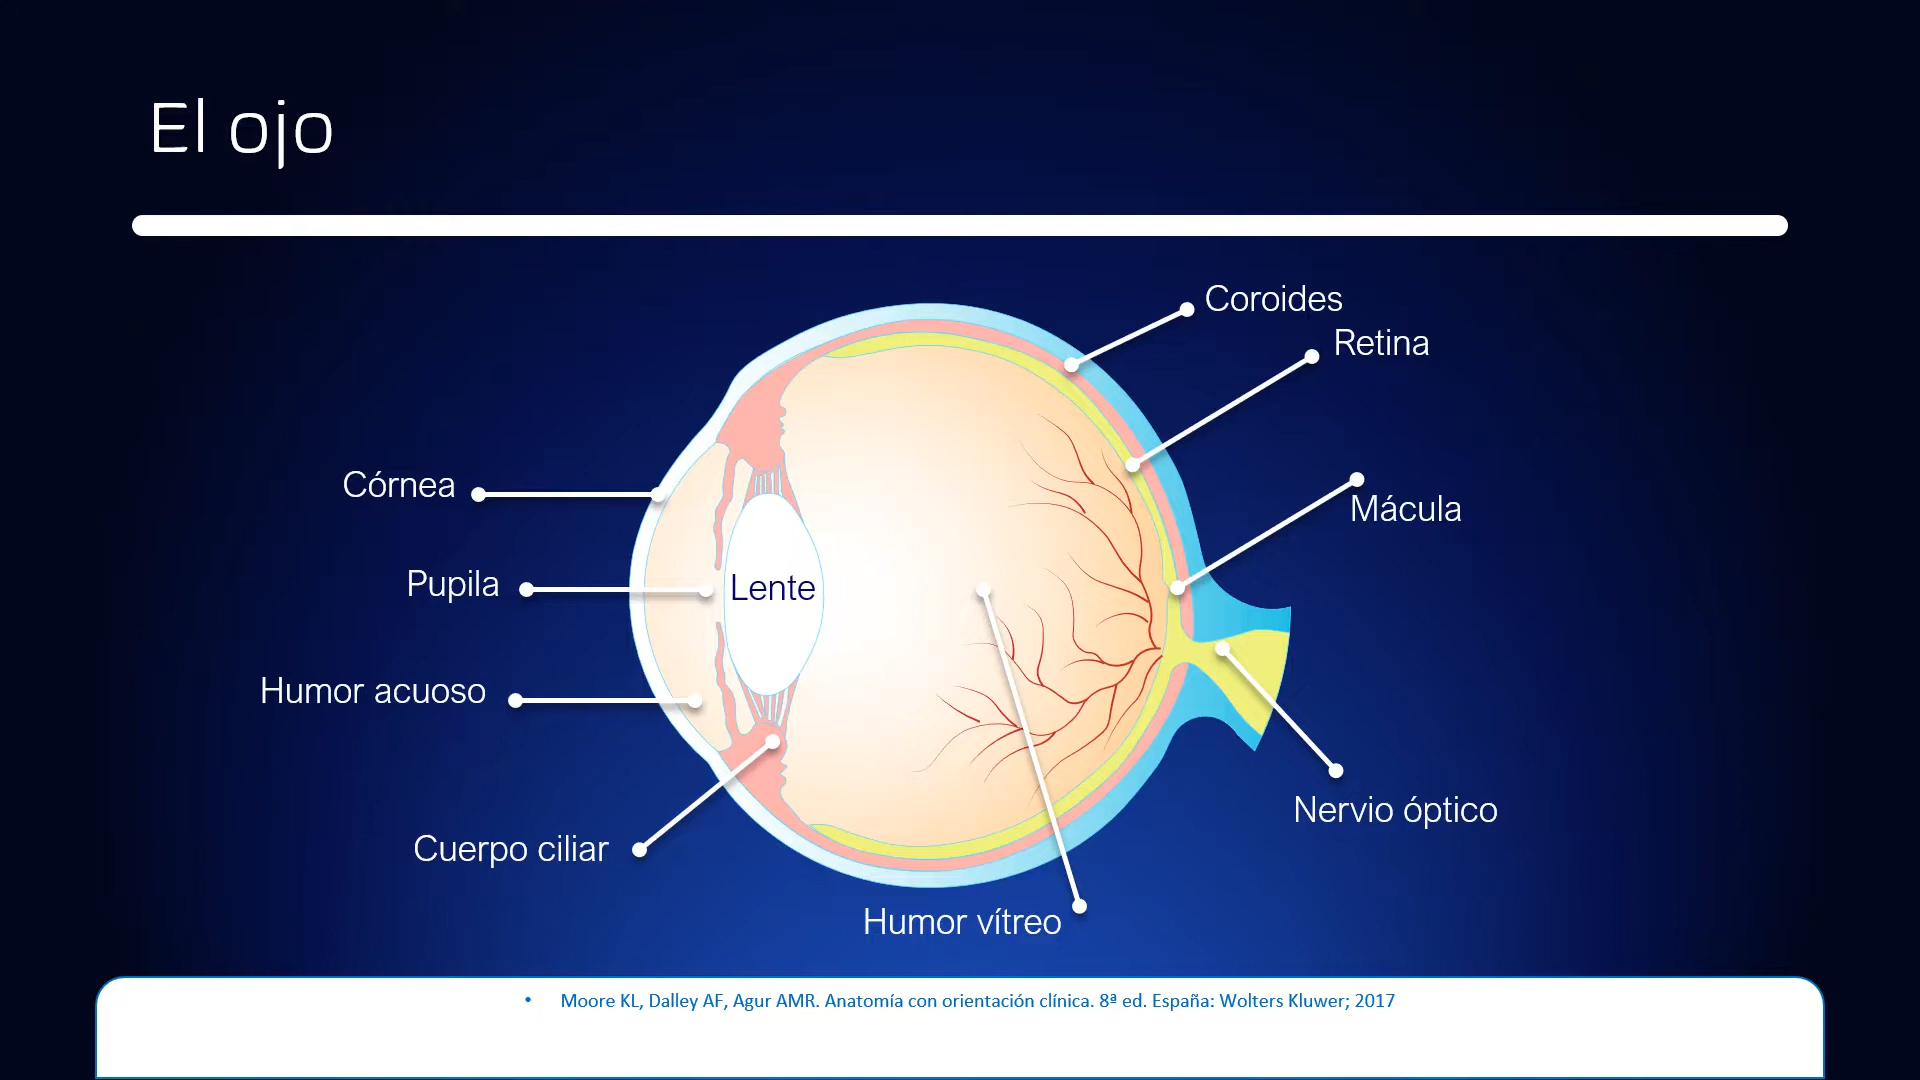 El ojo
Coroides
Retina
Córnea
Mácula
Pupila
Lente
Humor acuoso
Nervio óptico
Cuerpo ciliar
Humor vítreo
• Moore KL, Dalley AF, Agur AMR. Anatomía con orientación clínica. 8ª ed. España: Wolters Kluwer; 2017